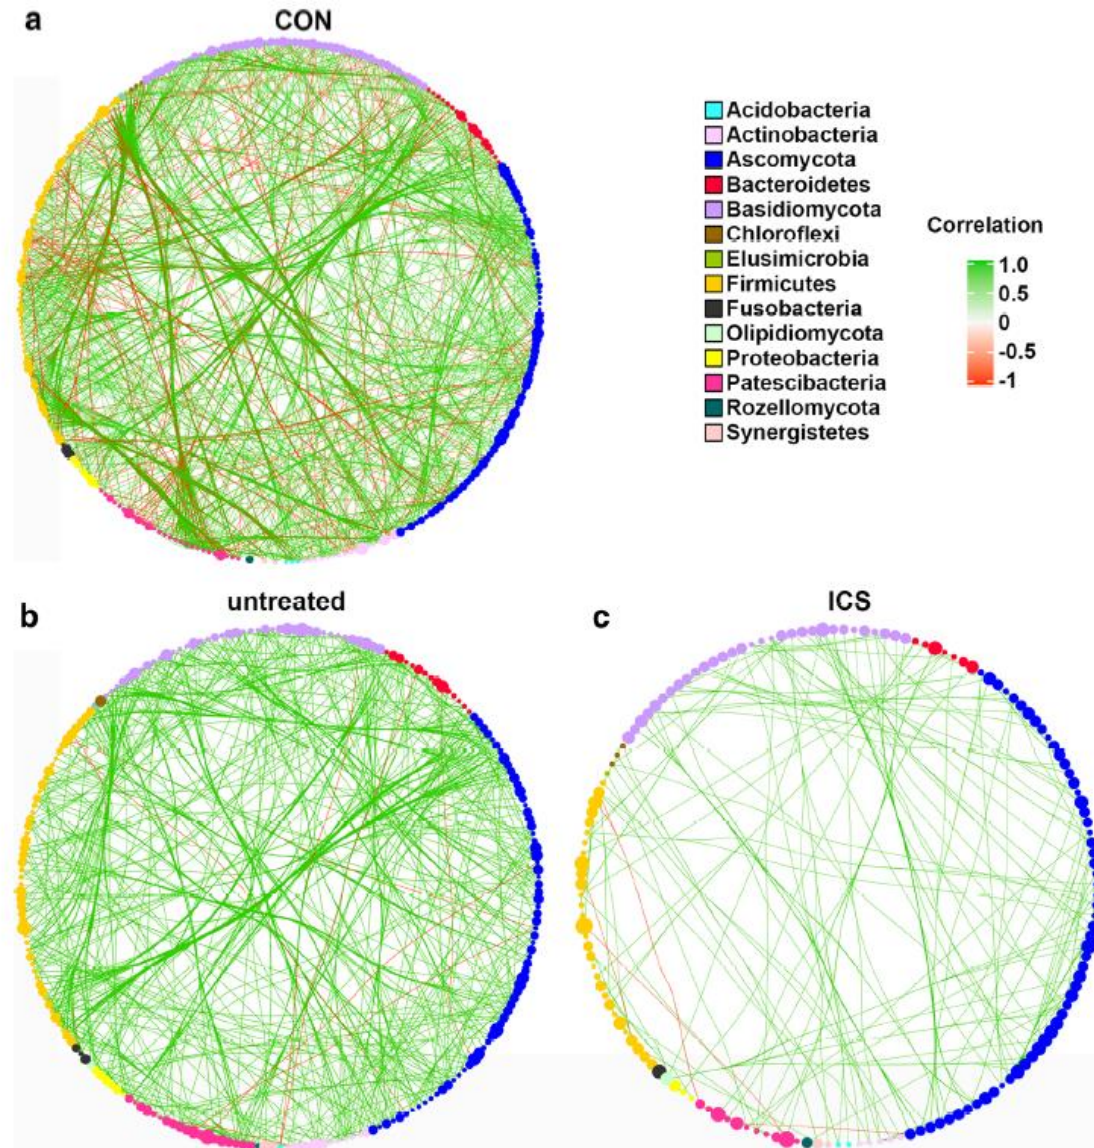 a
CON
Acidobacteria
Actinobacteria
Ascomycota
Bacteroidetes
Basidiomycota
Chloroflexi
Elusimicrobia
Firmicutes
Fusobacteria
Olipidiomycota
Proteobacteria
Patescibacteria
Rozellomycota
Synergistetes
Correlation
1.0
0.5
0
-0.5
-1
b
untreated
c
ICS